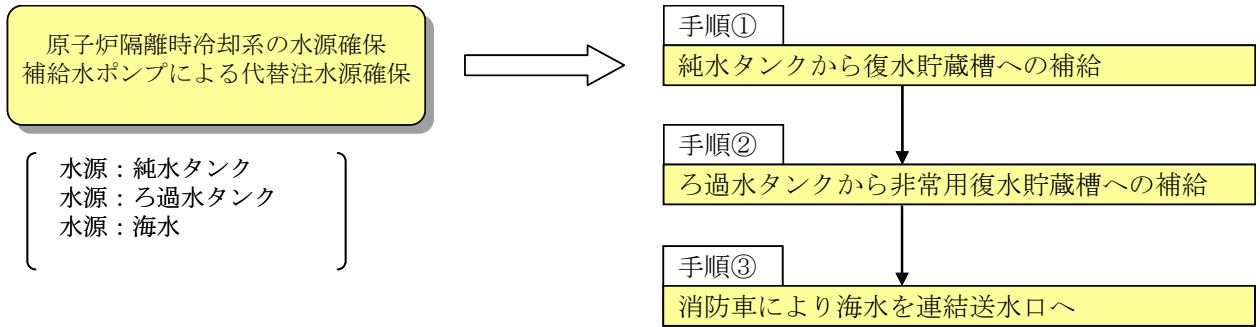 原子炉隔離時冷却系の水源確保
補給水ポンプによる代替注水源確保
水源：純水タンク
水源：ろ過水タンク
水源：海水
手順①
純水タンクから復水貯蔵槽への補給
手順②
ろ過水タンクから非常用復水貯蔵槽への補給
手順③
消防車により海水を連結送水口へ